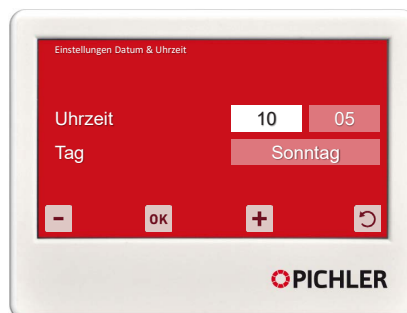 Einstellungen Datum & Uhrzeit
Uhrzeit 10 05
Tag Sonntag
- OK +
PICHLER